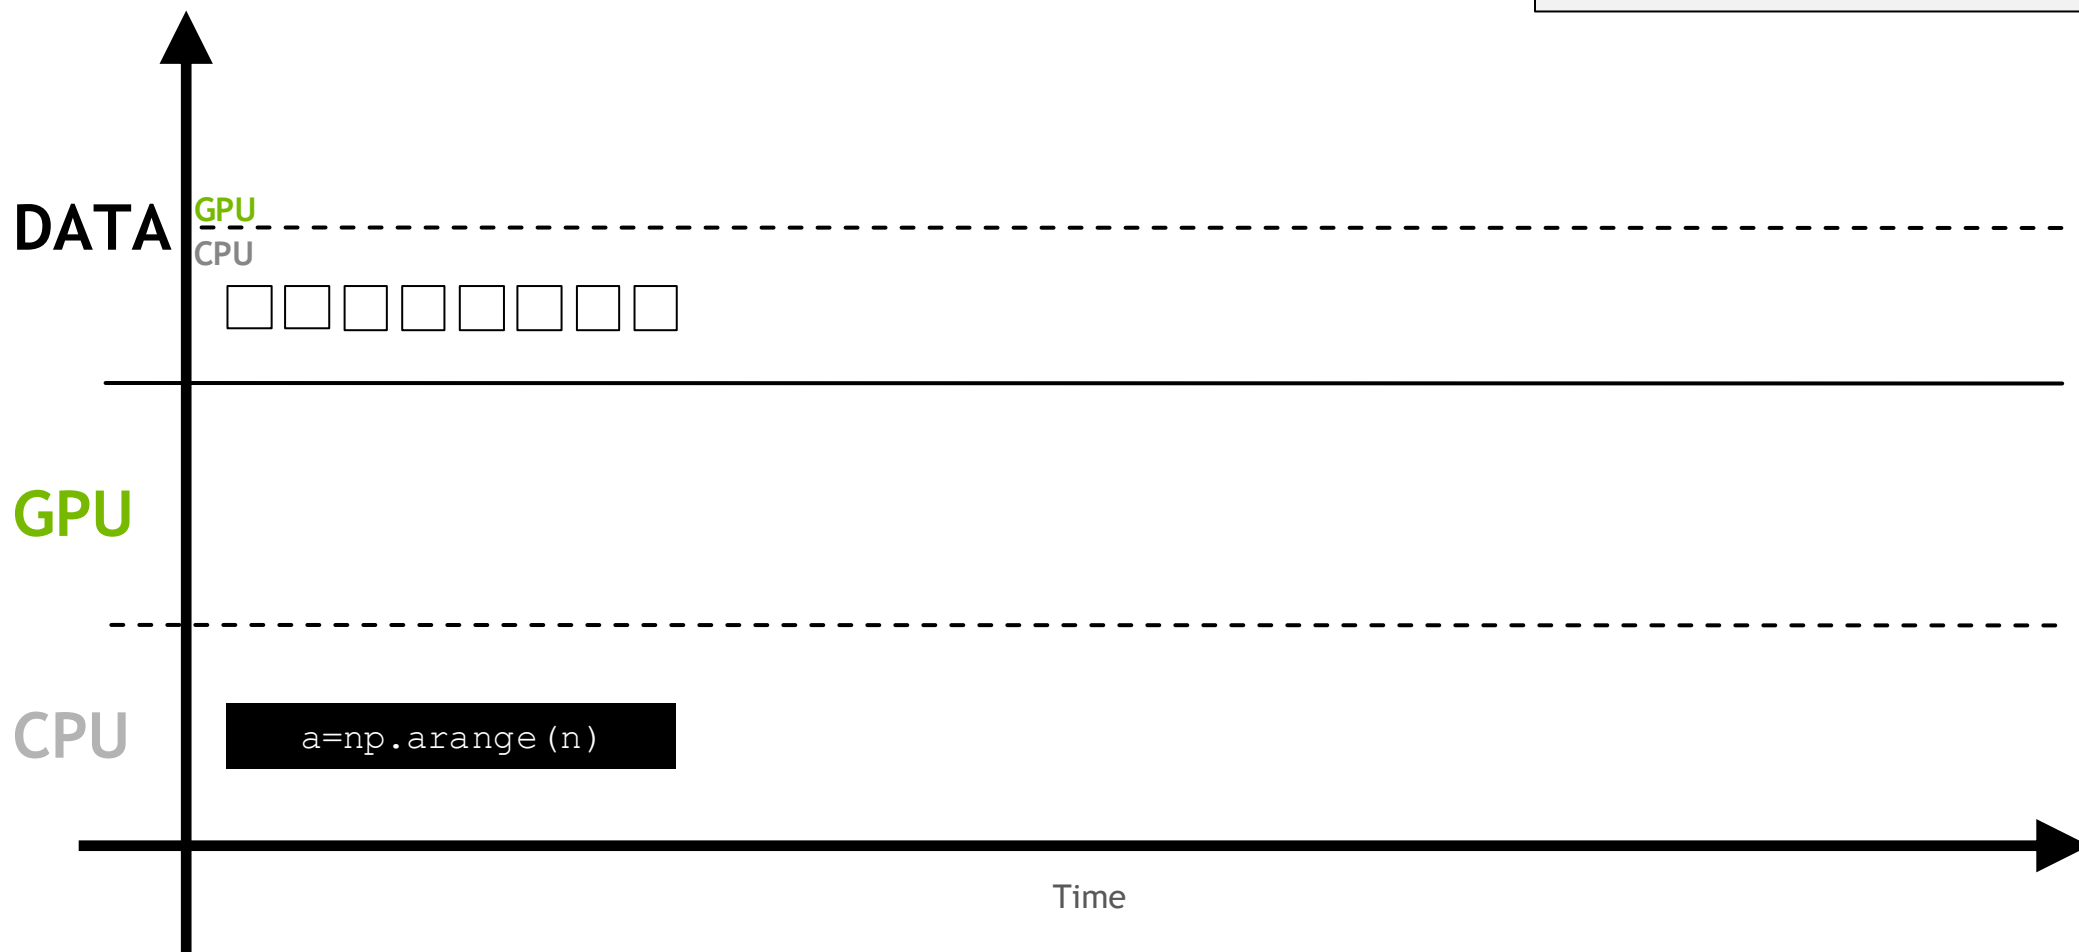 DATA
GPU
CPU
GPU
CPU
a=np.arange(n)
Time